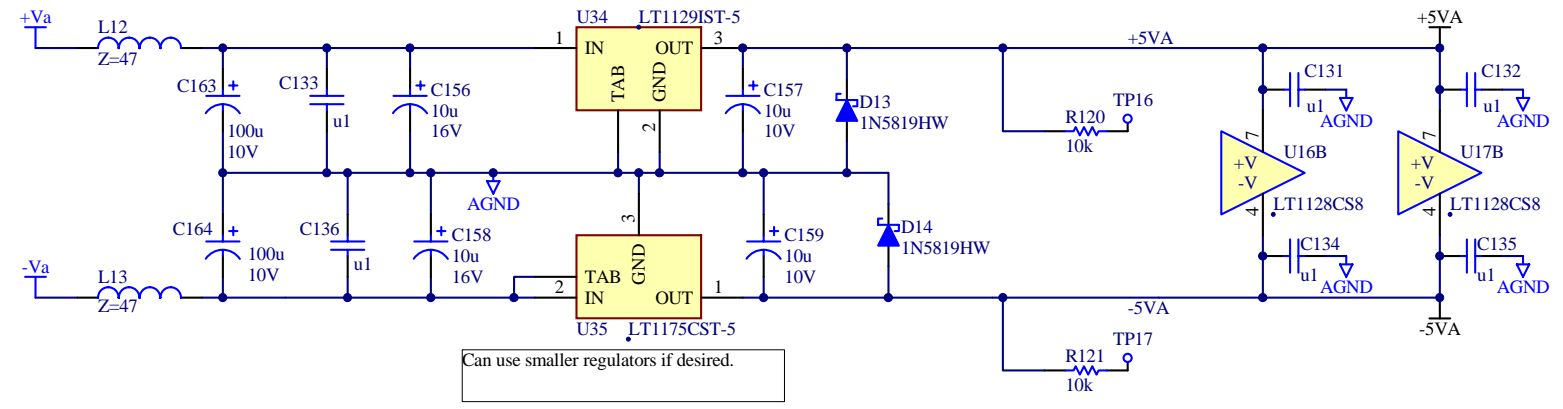 +Va
L12
Z=47
C163
+
100u
10V
C133
u1
C156
+
10u
16V
U34
LT1129IST-5
1
IN
OUT
3
TAB
GND
2
C157
+
10u
10V
D13
1N5819HW
+5VA
R120
10k
TP16
+5VA
C131
u1
AGND
C132
u1
AGND
7
+V
-V
4
U16B
LT1128CS8
7
+V
-V
4
U17B
LT1128CS8
AGND
-Va
L13
Z=47
C164
+
100u
10V
C136
u1
C158
+
10u
16V
3
GND
TAB
2
IN
OUT
1
U35
LT1175CST-5
C159
+
10u
10V
D14
1N5819HW
-5VA
C134
u1
AGND
C135
u1
AGND
-5VA
R121
10k
TP17
Can use smaller regulators if desired.